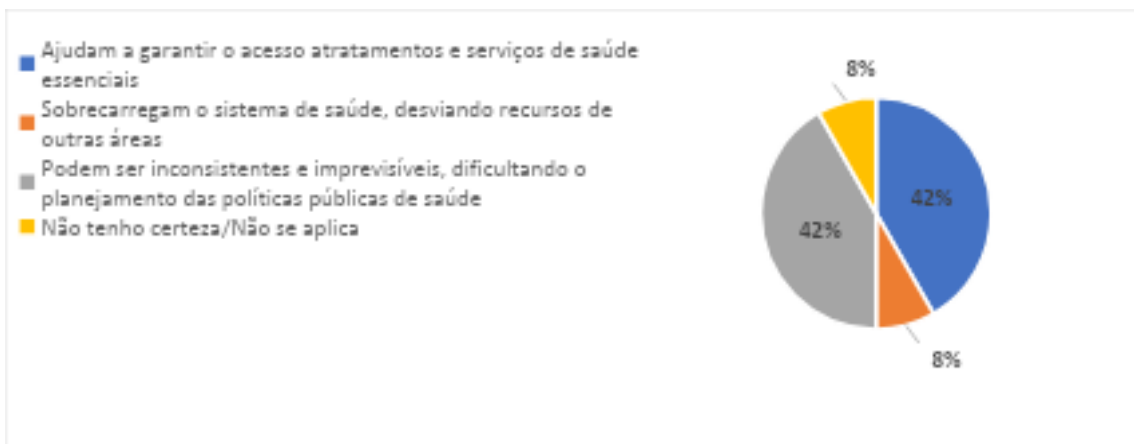 Ajudam a garantir o acesso atratamentos e serviços de saúde
essenciais
Sobrecarregam o sistema de saúde, desviando recursos de
outras áreas
Podem ser inconsistentes e imprevisíveis, dificultando o
planejamento das políticas públicas de saúde
Não tenho certeza/Não se aplica
8%
42%
42%
8%